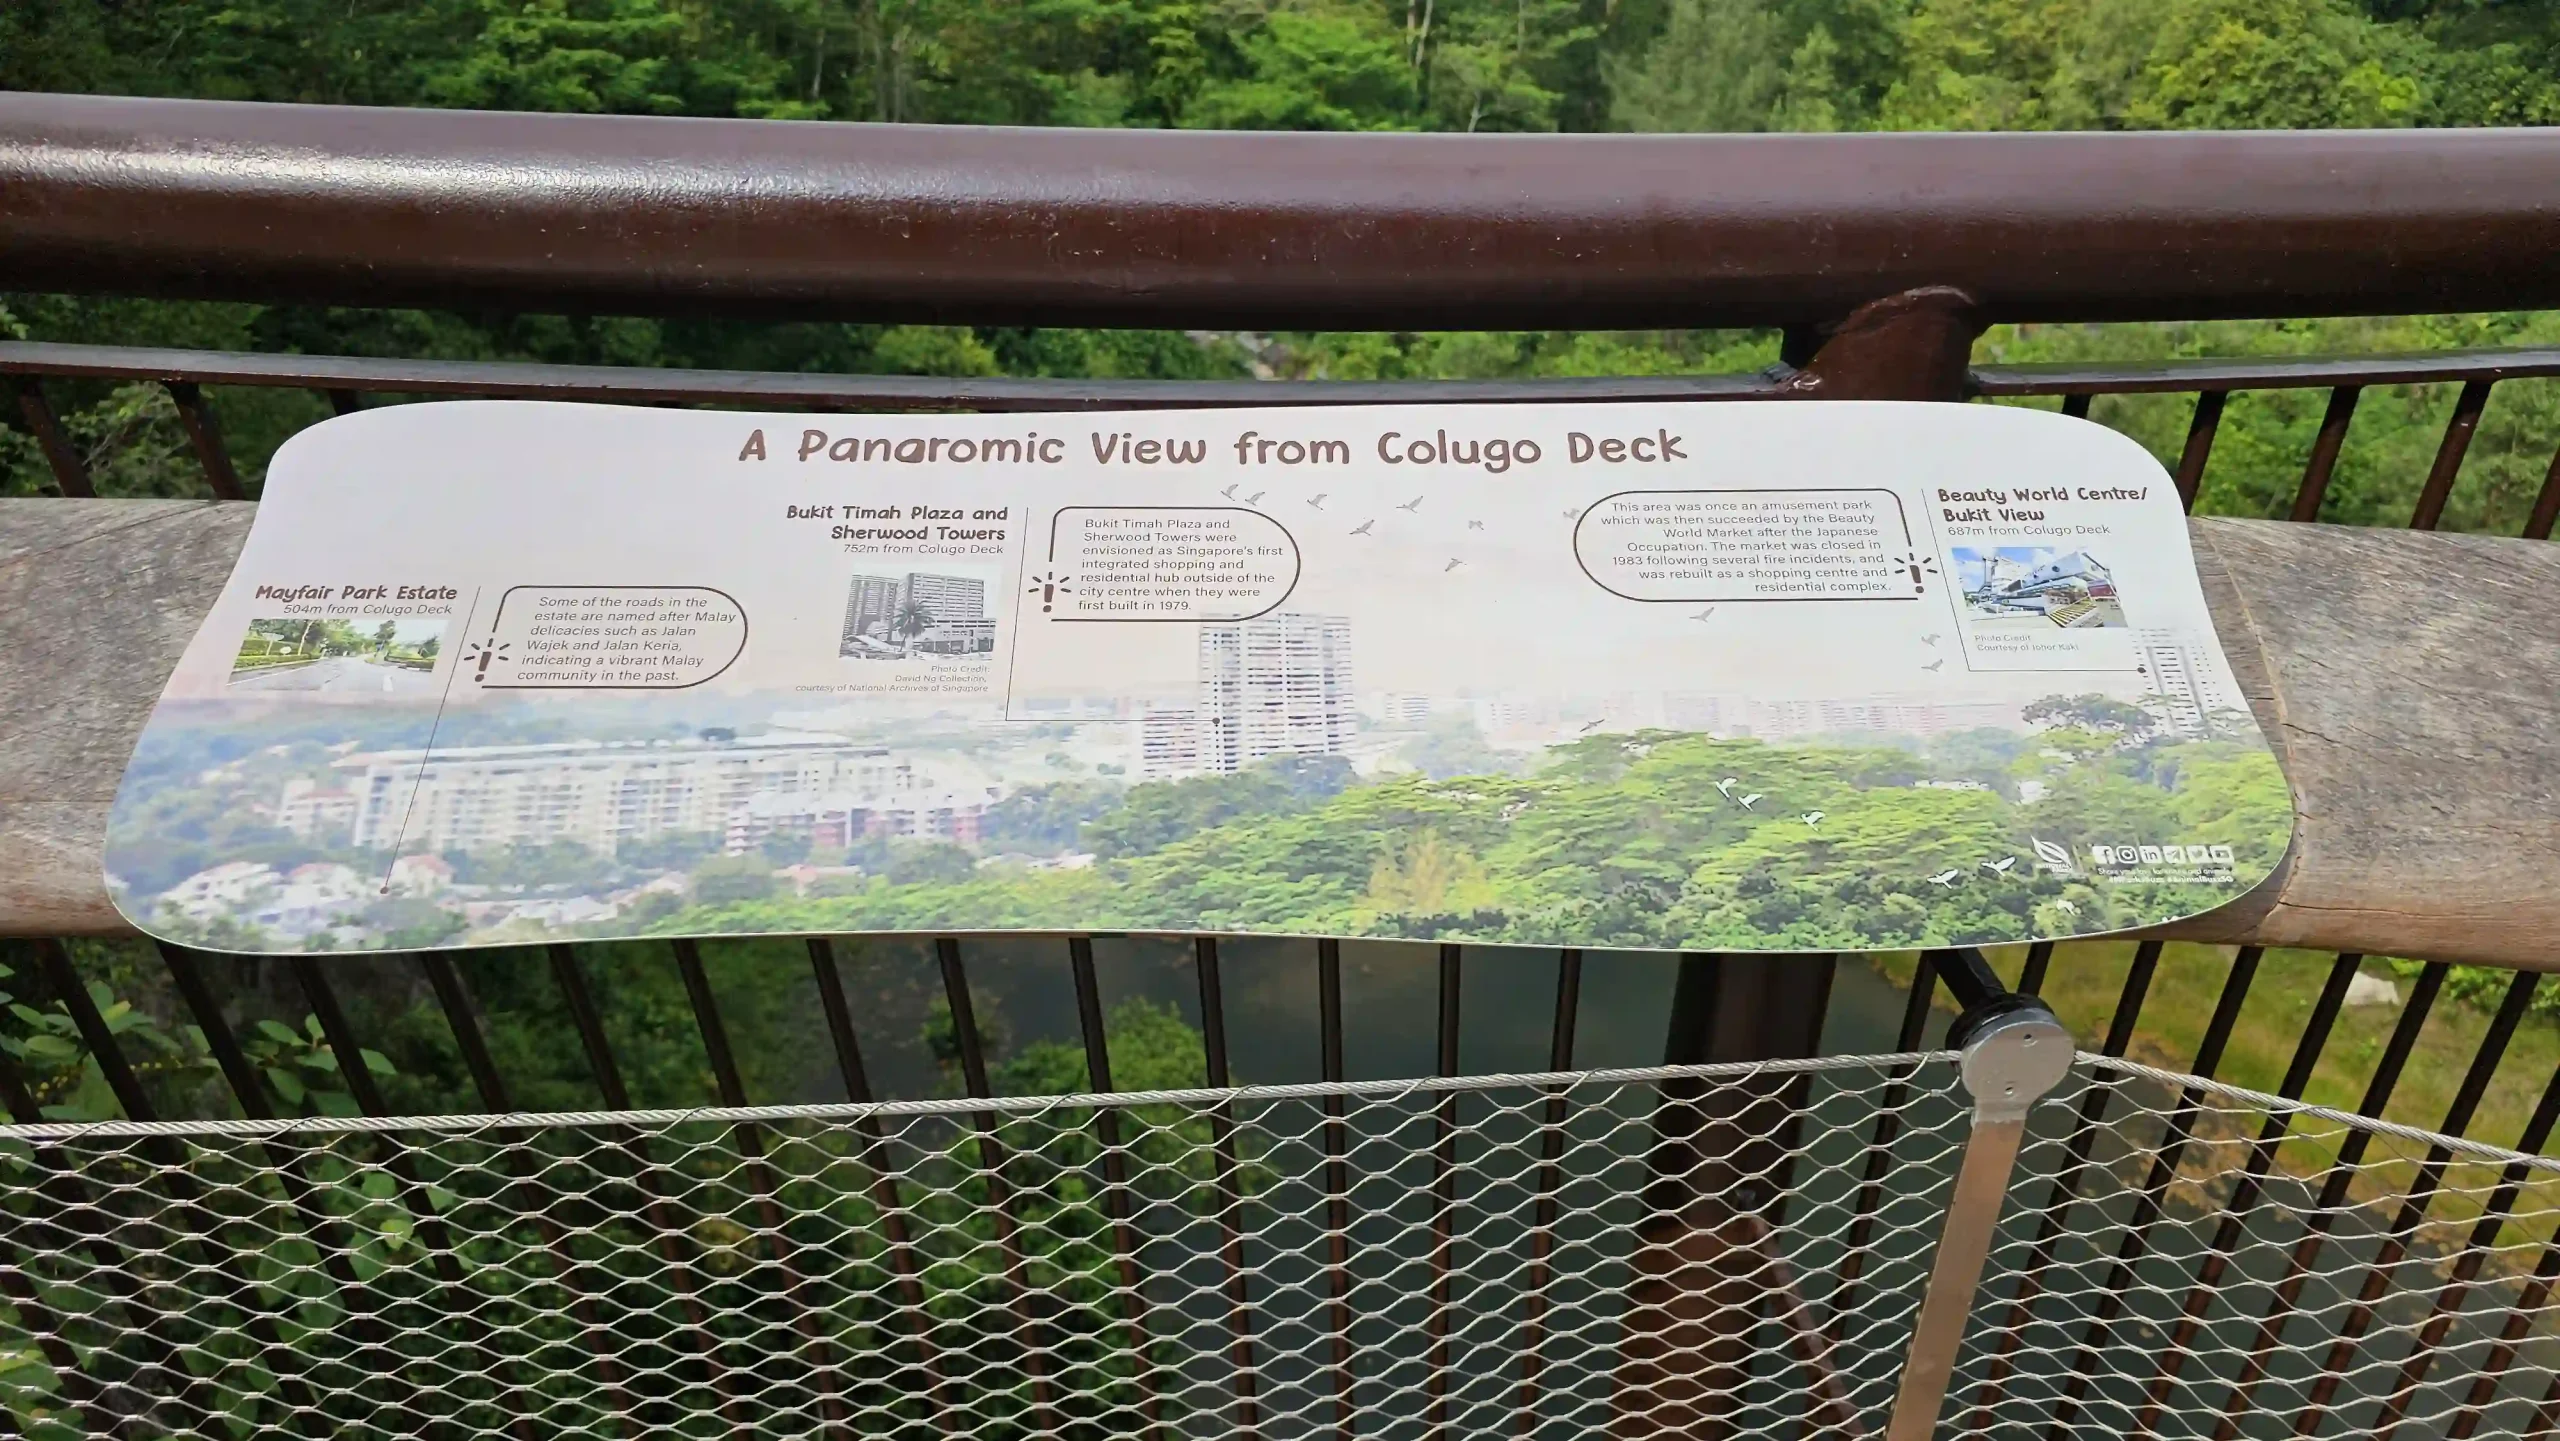 A Panaromic View from Colugo Deck
Mayfair Park Estate
504m from Colugo Deck
Some of the roads in the
estate are named after Malay
delicacies such as Jalan
Wajek and Jalan Keria,
indicating a vibrant Malay
community in the past.
Bukit Timah Plaza and
Sherwood Towers
752m from Colugo Deck
Photo Credit:
David Ng Collection,
courtesy of National Archives of Singapore
Bukit Timah Plaza and
Sherwood Towers were
envisioned as Singapore's first
integrated shopping and
residential hub outside of the
city centre when they were
first built in 1979.
This area was once an amusement park
which was then succeeded by the Beauty
World Market after the Japanese
Occupation. The market was closed in
1983 following several fire incidents, and
was rebuilt as a shopping centre and
residential complex.
Beauty World Centre/
Bukit View
687m from Colugo Deck
Photo Credit
Courtesy of Johor Kaki